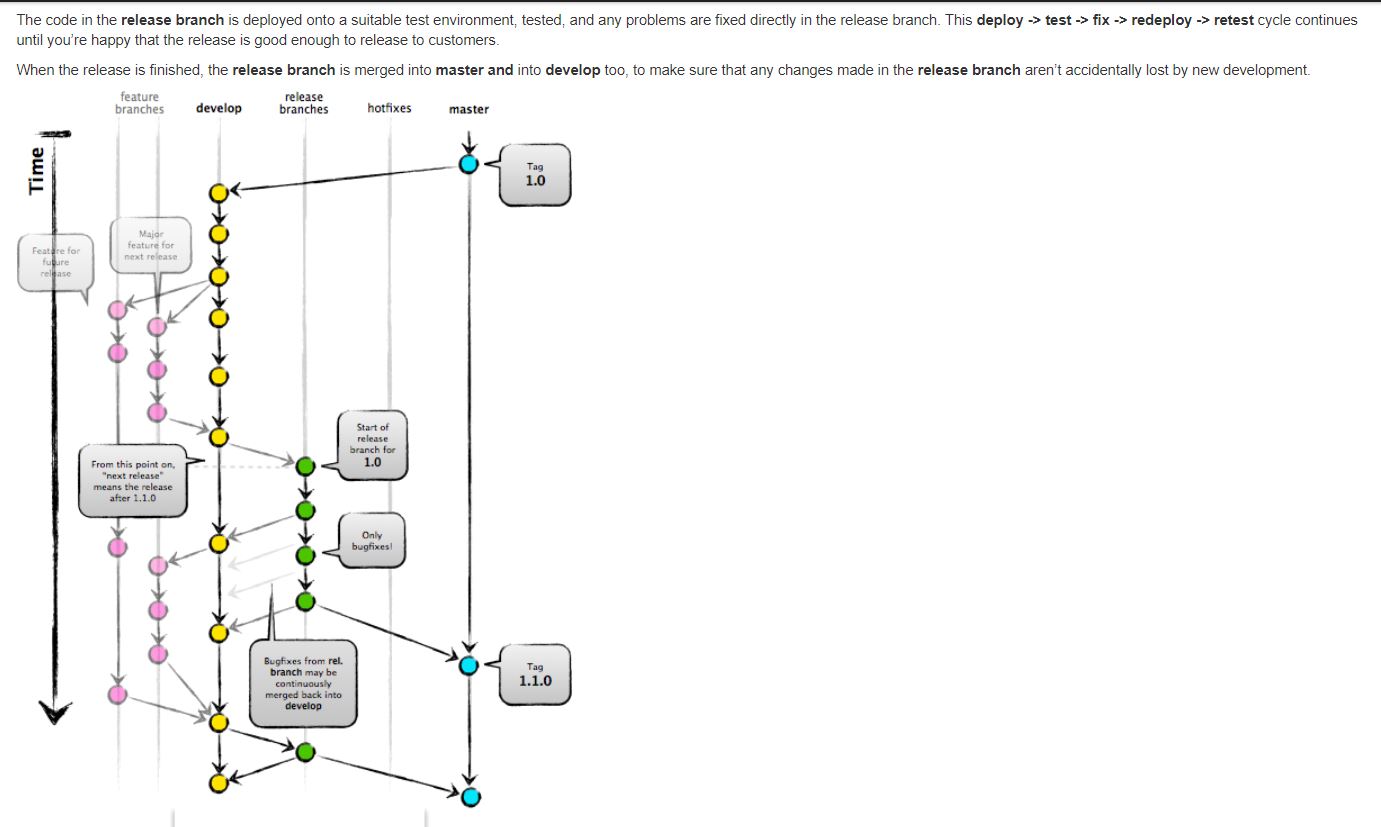 The code in the release branch is deployed onto a suitable test environment, tested, and any problems are fixed directly in the release branch. This deploy -> test -> fix -> redeploy -> retest cycle continues
until you're happy that the release is good enough to release to customers.
When the release is finished, the release branch is merged into master and into develop too, to make sure that any changes made in the release branch aren't accidentally lost by new development.
feature
branches
develop
release
branches
hotfixes
master
Time
Tag
1.0
Major
feature for
next release
Feature for
future
release
Start of
release
branch for
1.0
From this point on,
"next release"
means the release
after 1.1.0
Only
bugfixes!
Bugfixes from rel.
branch may be
continuously
merged back into
develop
Tag
1.1.0